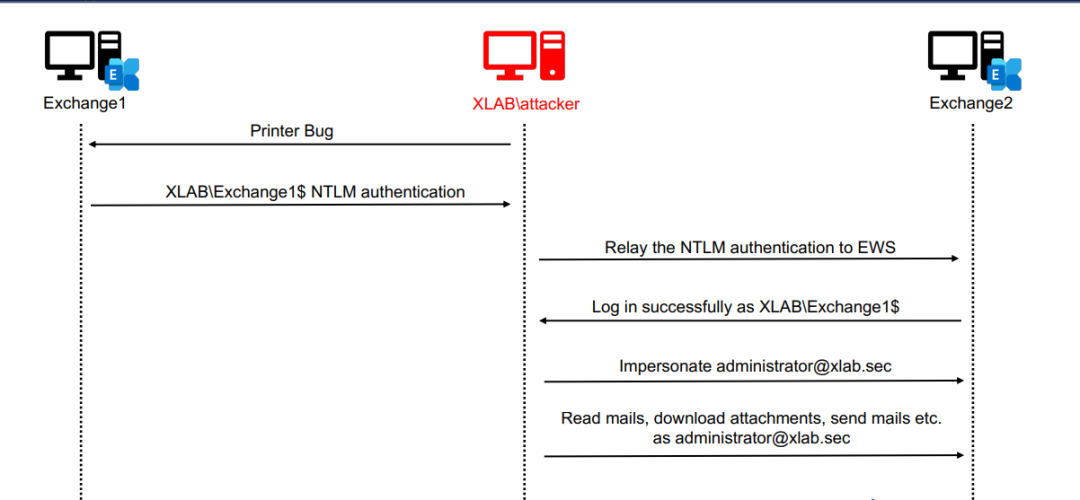 Exchange1
XLAB\attacker
Exchange2
Printer Bug
XLAB\Exchange1$ NTLM authentication
Relay the NTLM authentication to EWS
Log in successfully as XLAB\Exchange1$
Impersonate administrator@xlab.sec
Read mails, download attachments, send mails etc.
as administrator@xlab.sec